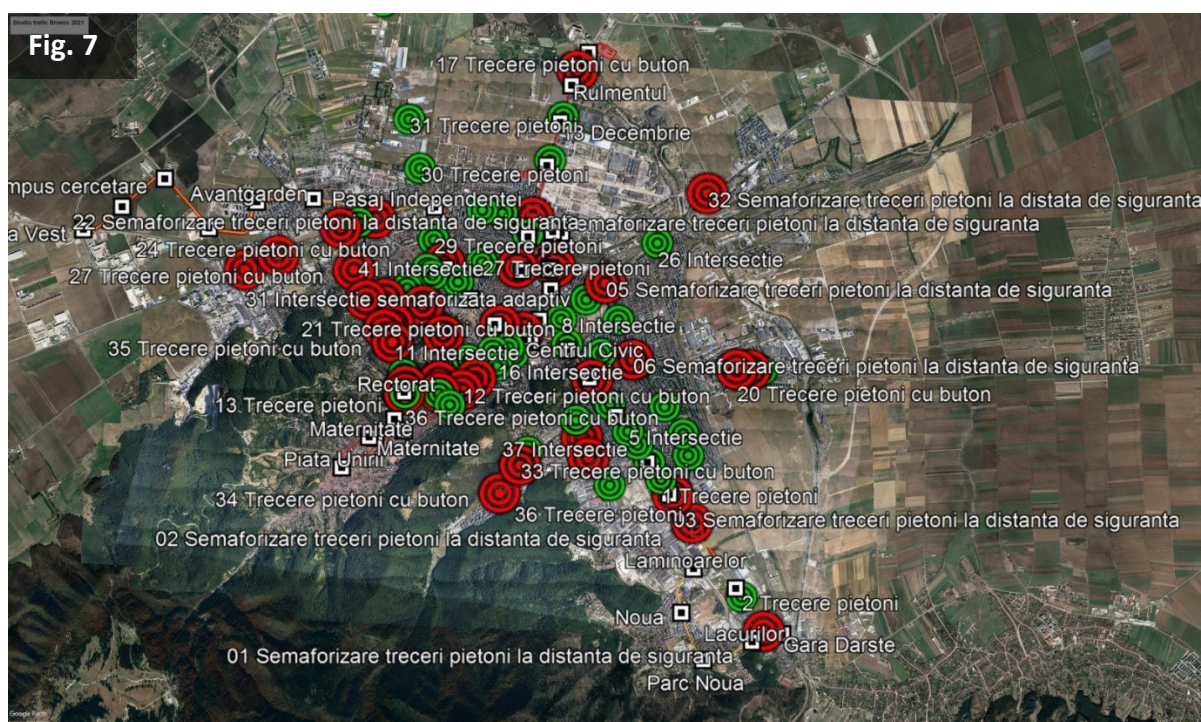 Studiu trafic Brasov 2021
Fig. 7
17 Trecere pietoni cu buton
Rulmentul
31 Trecere pietoni
13 Decembrie
30 Trecere pietoni
mpus cercetare
Avantgarden
Pasaj Independentei
32 Semaforizare treceri pietoni la distata de siguranta
a Vest
22 Semaforizare treceri pietoni la distanta de siguranta
emaforizare treceri pietoni la distanta de siguranta
24 Trecere pietoni cu buton
29 Trecere pietoni
26 Intersectie
27 Trecere pietoni cu buton
41 Intersectie
27 Trecere pietoni
05 Semaforizare treceri pietoni la distanta de siguranta
31 Intersectie semaforizata adaptiv
21 Trecere pietoni cu buton
8 Intersectie
35 Trecere pietoni cu buton
11 Intersectie
Centrul Civic
16 Intersectie
06 Semaforizare treceri pietoni la distanta de siguranta
Rectorat
12 Treceri pietoni cu buton
20 Trecere pietoni cu buton
13 Trecere pietoni
36 Trecere pietoni cu buton
Maternitate
Maternitate
5 Intersectie
37 Intersectie
Piata Unirii
33 Trecere pietoni cu buton
34 Trecere pietoni cu buton
1 Trecere pietoni
36 Trecere pietoni
03 Semaforizare treceri pietoni la distanta de siguranta
02 Semaforizare treceri pietoni la distanta de siguranta
Laminoarelor
2 Trecere pietoni
Noua
Lacurilor
Gara Darste
01 Semaforizare treceri pietoni la distanta de siguranta
Parc Noua
Google Earth